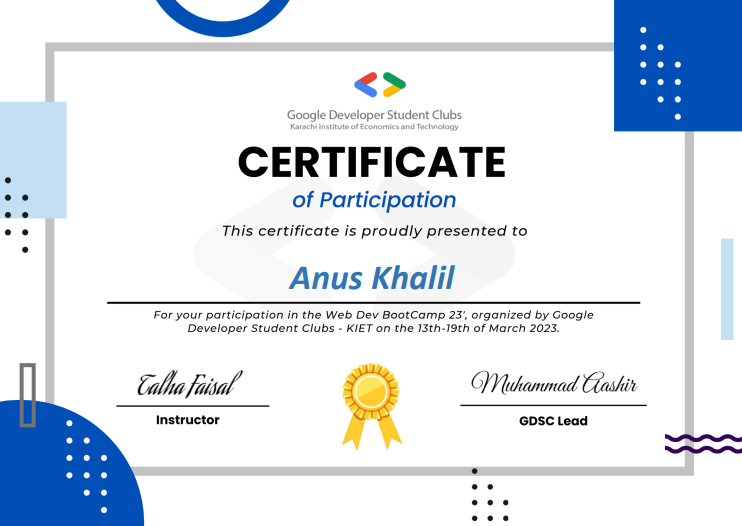 Google Developer Student Clubs
Karachi Institute of Economics and Technology
CERTIFICATE
of Participation
This certificate is proudly presented to
Anus Khalil
For your participation in the Web Dev BootCamp 23', organized by Google
Developer Student Clubs - KIET on the 13th-19th of March 2023.
Talha Faisal
Muhammad Aashir
Instructor
GDSC Lead